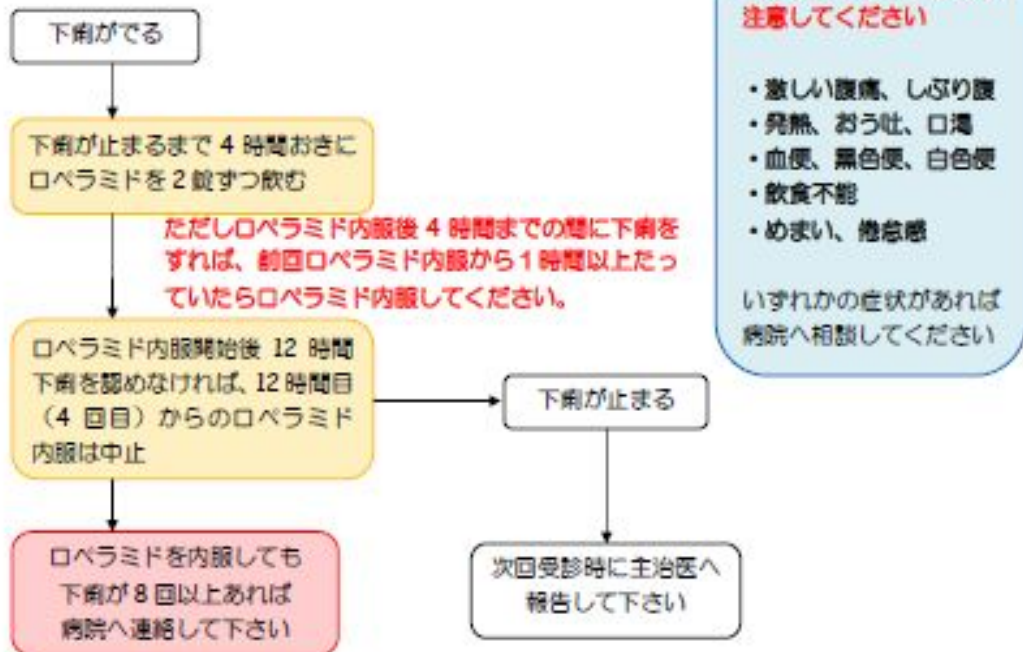 下痢がでる
下痢が止まるまで 4 時間おきに
ロペラミドを 2 錠ずつ飲む
ただしロペラミド内服後 4 時間までの間に下痢を
すれば、前回ロペラミド内服から 1 時間以上たっ
ていたらロペラミド内服してください。
ロペラミド内服開始後 12 時間
下痢を認めなければ、12 時間目
（4 回目）からのロペラミド
内服は中止
下痢が止まる
ロペラミドを内服しても
下痢が 8 回以上あれば
病院へ連絡して下さい
次回受診時に主治医へ
報告して下さい
注意してください
・激しい腹痛、しぶり腹
・発熱、おう吐、口渇
・血便、黒色便、白色便
・飲食不能
・めまい、倦怠感
いずれかの症状があれば
病院へ相談してください